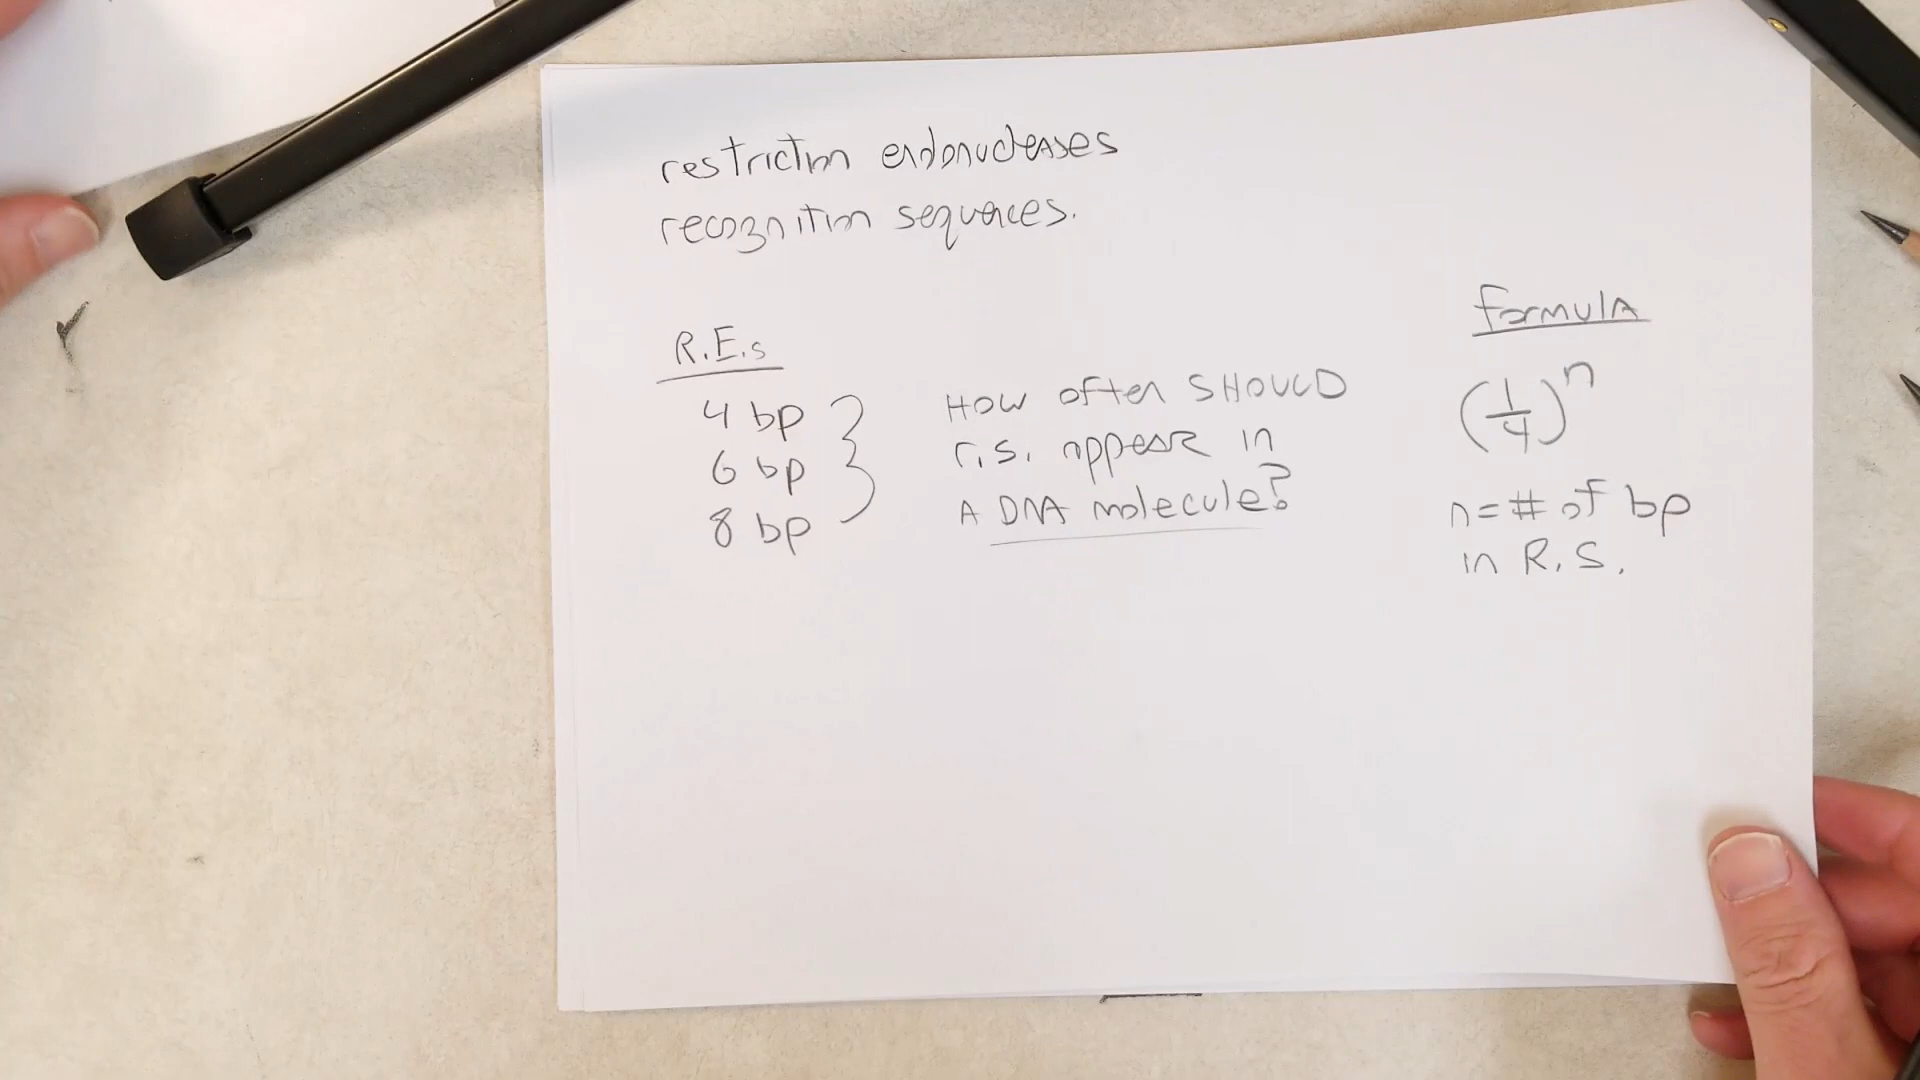 restriction endonucleases
recognition sequences.
R.E.s
4 bp
6 bp
8 bp
How often SHOULD
r.s. appear in
A DNA molecule?
formula
(1/4)^n
n = # of bp
in R.S.